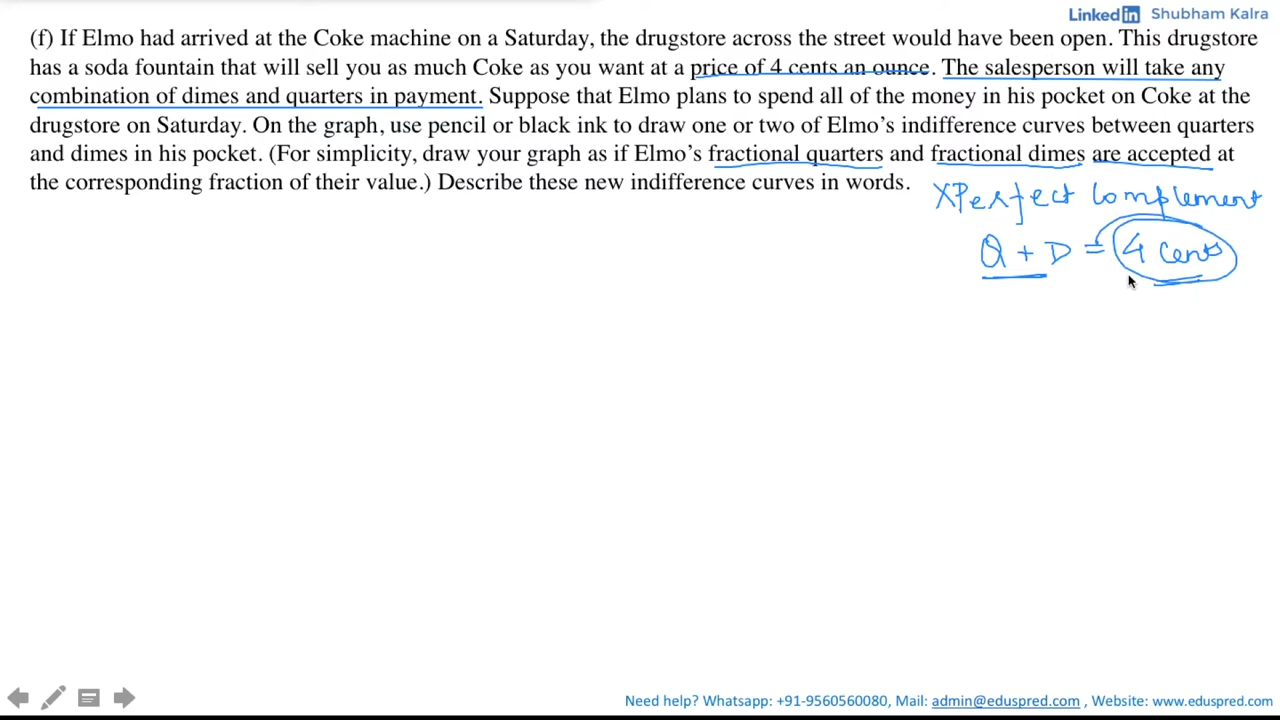 Linked in Shubham Kalra
(f) If Elmo had arrived at the Coke machine on a Saturday, the drugstore across the street would have been open. This drugstore
has a soda fountain that will sell you as much Coke as you want at a price of 4 cents an ounce. The salesperson will take any
combination of dimes and quarters in payment. Suppose that Elmo plans to spend all of the money in his pocket on Coke at the
drugstore on Saturday. On the graph, use pencil or black ink to draw one or two of Elmo’s indifference curves between quarters
and dimes in his pocket. (For simplicity, draw your graph as if Elmo’s fractional quarters and fractional dimes are accepted at
the corresponding fraction of their value.) Describe these new indifference curves in words.
X Perfect Complement
Q + D = 4 cents
Need help? Whatsapp: +91-9560560080, Mail: admin@eduspred.com , Website: www.eduspred.com